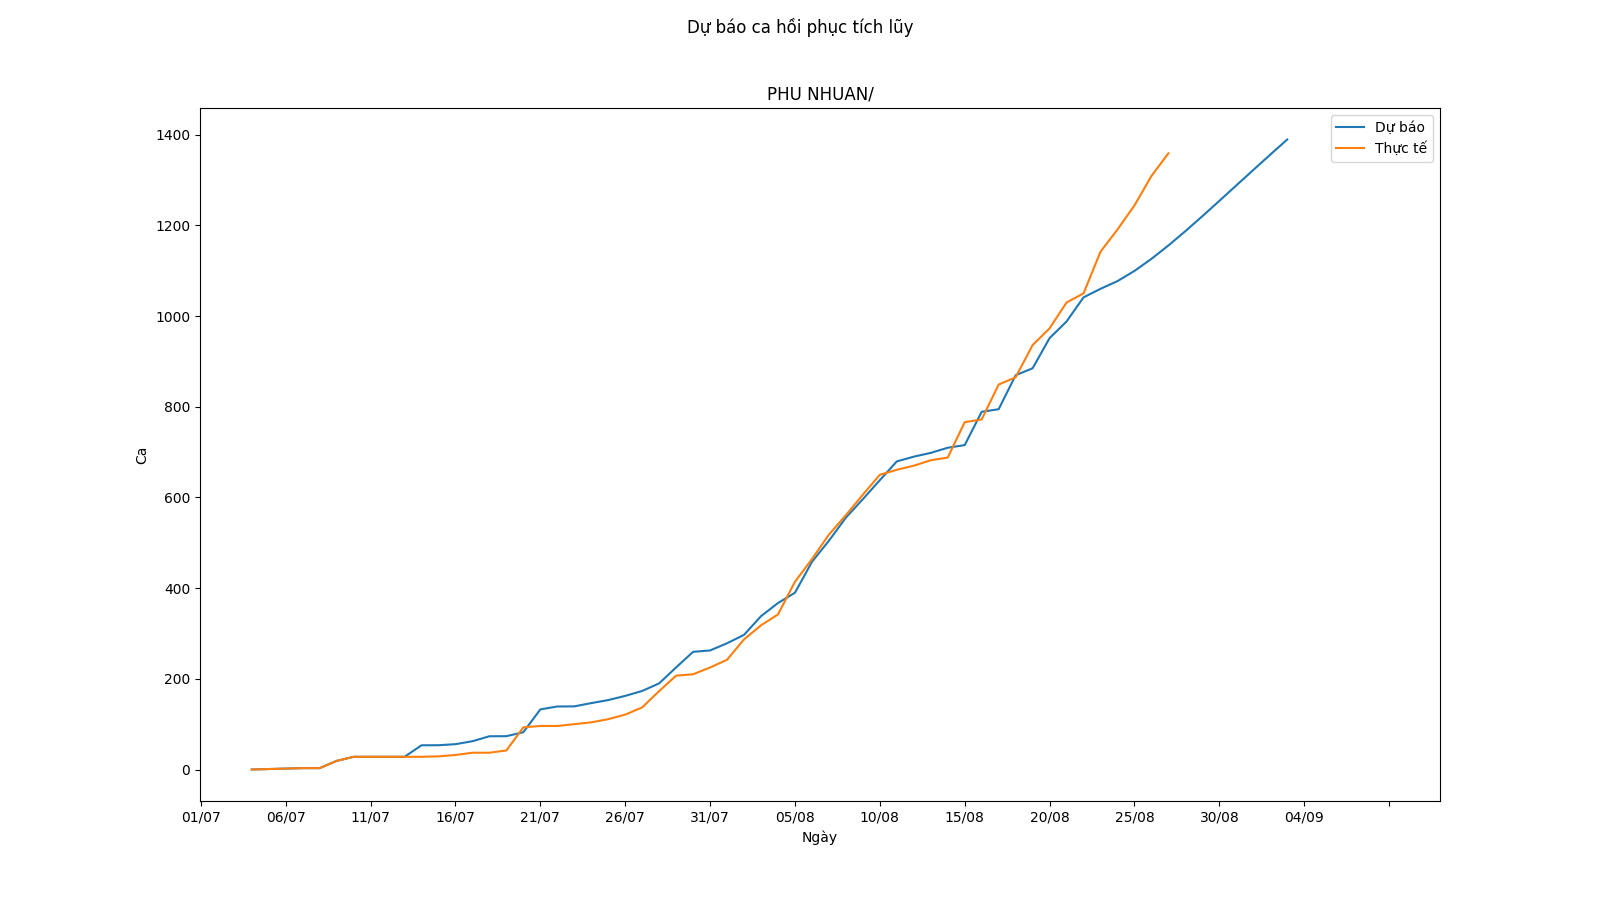 Dự báo ca hồi phục tích lũy
PHU NHUAN/
Dự báo
Thực tế
1400
1200
1000
800
600
400
200
0
Ca
01/07 06/07 11/07 16/07 21/07 26/07 31/07 05/08 10/08 15/08 20/08 25/08 30/08 04/09
Ngày